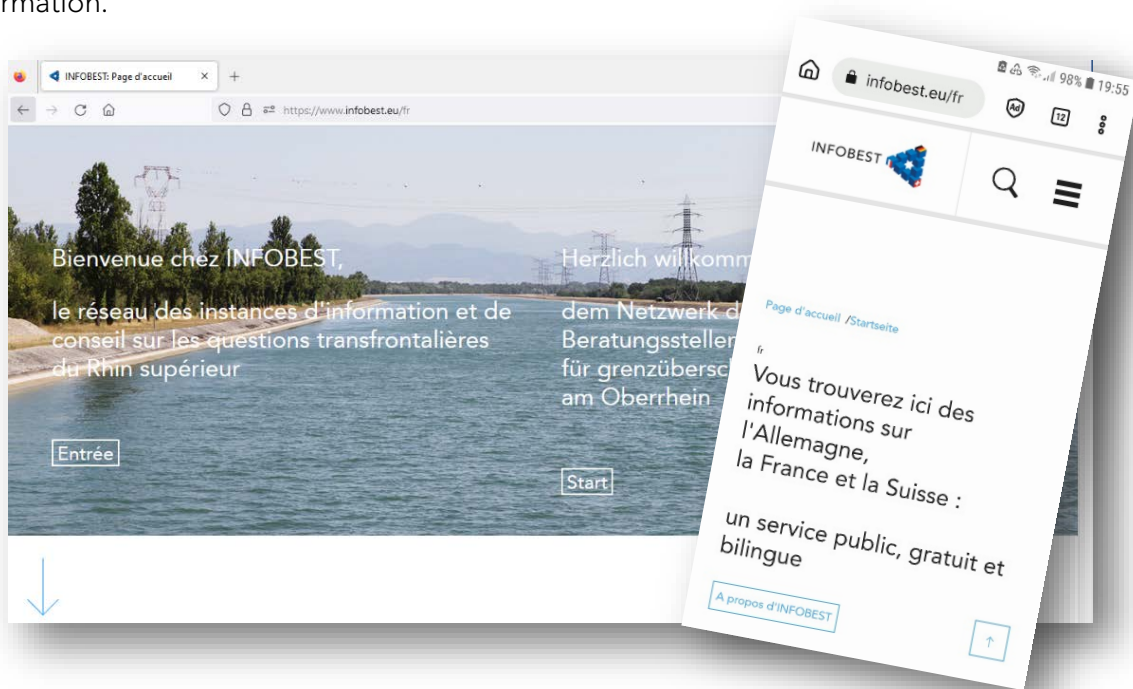 rmation.
INFOBEST: Page d'accueil
https://www.infobest.eu/fr
Bienvenue chez INFOBEST,
le réseau des instances d'information et de
conseil sur les questions transfrontalières
du Rhin supérieur
Entrée
Herzlich willkomm
dem Netzwerk d
Beratungsstellen
für grenzübersch
am Oberrhein
Start
98% 19:55
infobest.eu/fr
Ad
12
INFOBEST
Page d'accueil /Startseite
fr
Vous trouverez ici des
informations sur
l'Allemagne,
la France et la Suisse :
un service public, gratuit et
bilingue
A propos d'INFOBEST